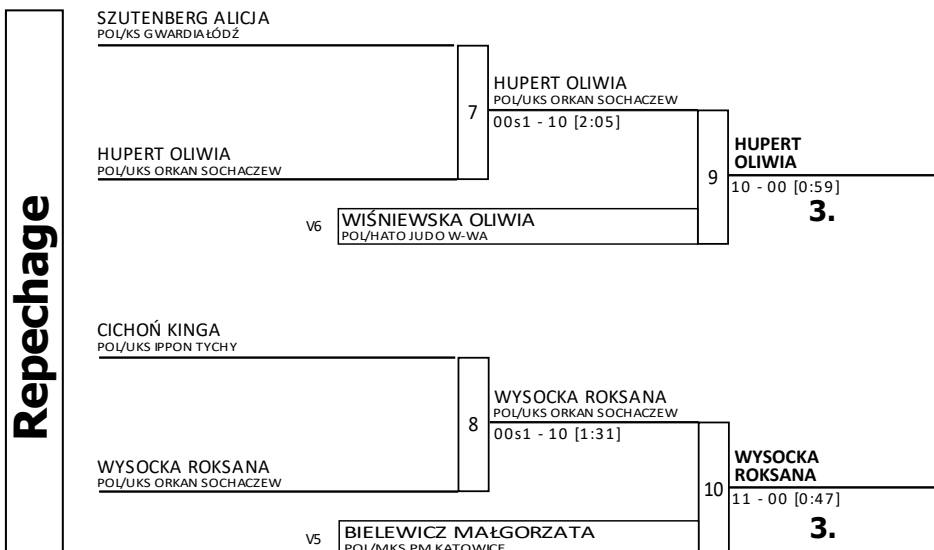 Repechage
SZUTENBERG ALICJA
POL/KS GWARDIA ŁÓDŹ
7
HUPERT OLIWIA
POL/UKS ORKAN SOCHACZEW
00s1 - 10 [2:05]
HUPERT OLIWIA
POL/UKS ORKAN SOCHACZEW
9
HUPERT
OLIWIA
10 - 00 [0:59]
3.
V6
WIŚNIEWSKA OLIWIA
POL/HATO JUDO W-WA
CICHOŃ KINGA
POL/UKS IPPON TYCHY
8
WYSOCKA ROKSANA
POL/UKS ORKAN SOCHACZEW
00s1 - 10 [1:31]
WYSOCKA ROKSANA
POL/UKS ORKAN SOCHACZEW
10
WYSOCKA
ROKSANA
11 - 00 [0:47]
3.
V5
BIELEWICZ MAŁGORZATA
POL/MKS PM KATOWICE